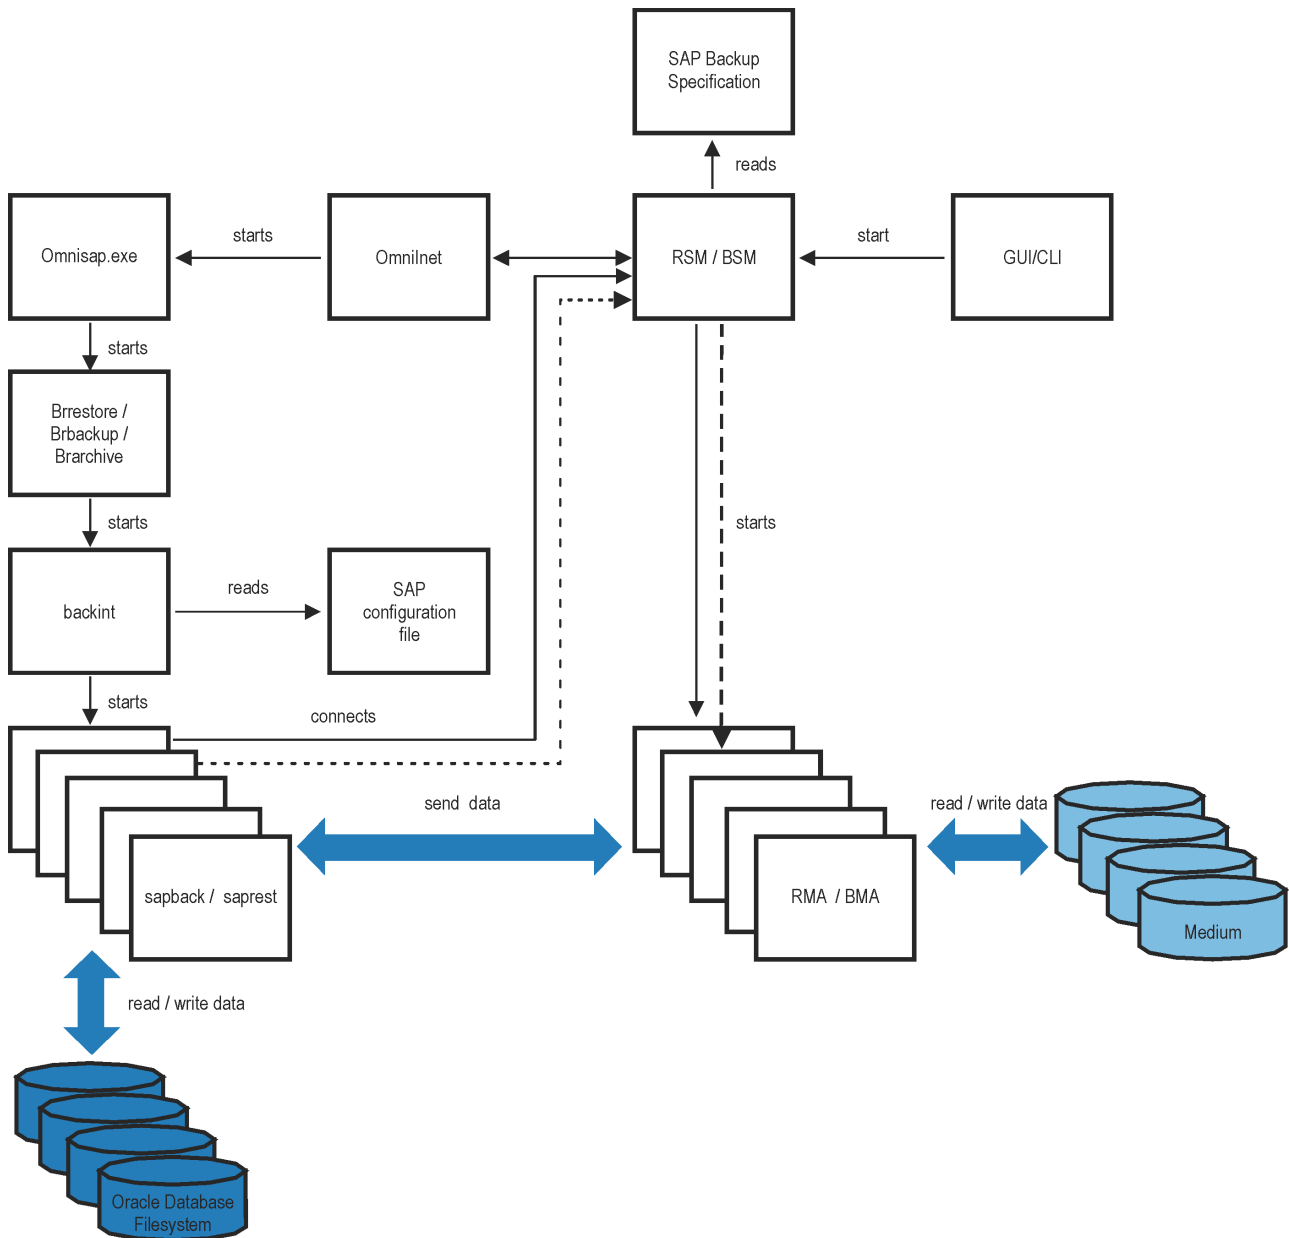 SAP Backup
Specification
reads
Omnisap.exe
starts
OmniInet
RSM / BSM
start
GUI/CLI
starts
Brrestore /
Brbackup /
Brarchive
starts
starts
backint
reads
SAP
configuration
file
starts
connects
send data
read / write data
sapback / saprest
RMA / BMA
Medium
read / write data
Oracle Database
Filesystem